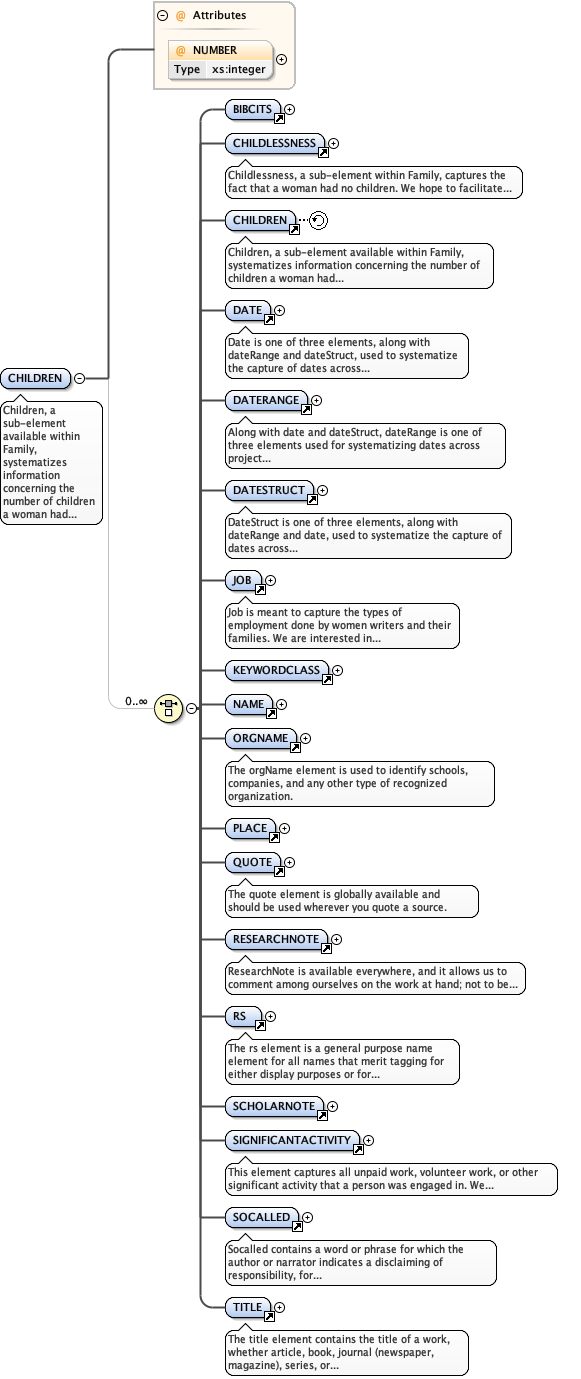 Attributes
@ NUMBER
Type xs:integer
BIBCITS
CHILDLESSNESS
Childlessness, a sub-element within Family, captures the
fact that a woman had no children. We hope to facilitate...
CHILDREN
Children, a sub-element available within Family,
systematizes information concerning the number of
children a woman had...
DATE
Date is one of three elements, along with
dateRange and dateStruct, used to systematize
the capture of dates across...
CHILDREN
Children, a
sub-element
available within
Family,
systematizes
information
concerning the
number of children
a woman had...
DATERANGE
Along with date and dateStruct, dateRange is one of
three elements used for systematizing dates across
project...
DATESTRUCT
DateStruct is one of three elements, along with
dateRange and date, used to systematize the capture of
dates across...
JOB
Job is meant to capture the types of
employment done by women writers and their
families. We are interested in...
KEYWORDCLASS
0..∞
NAME
ORGNAME
The orgName element is used to identify schools,
companies, and any other type of recognized
organization.
PLACE
QUOTE
The quote element is globally available and
should be used wherever you quote a source.
RESEARCHNOTE
ResearchNote is available everywhere, and it allows us to
comment among ourselves on the work at hand; not to be...
RS
The rs element is a general purpose name
element for all names that merit tagging for
either display purposes or for...
SCHOLARNOTE
SIGNIFICANTACTIVITY
This element captures all unpaid work, volunteer work, or other
significant activity that a person was engaged in. We...
SOCALLED
Socalled contains a word or phrase for which the
author or narrator indicates a disclaiming of
responsibility, for...
TITLE
The title element contains the title of a work,
whether article, book, journal (newspaper,
magazine), series, or...